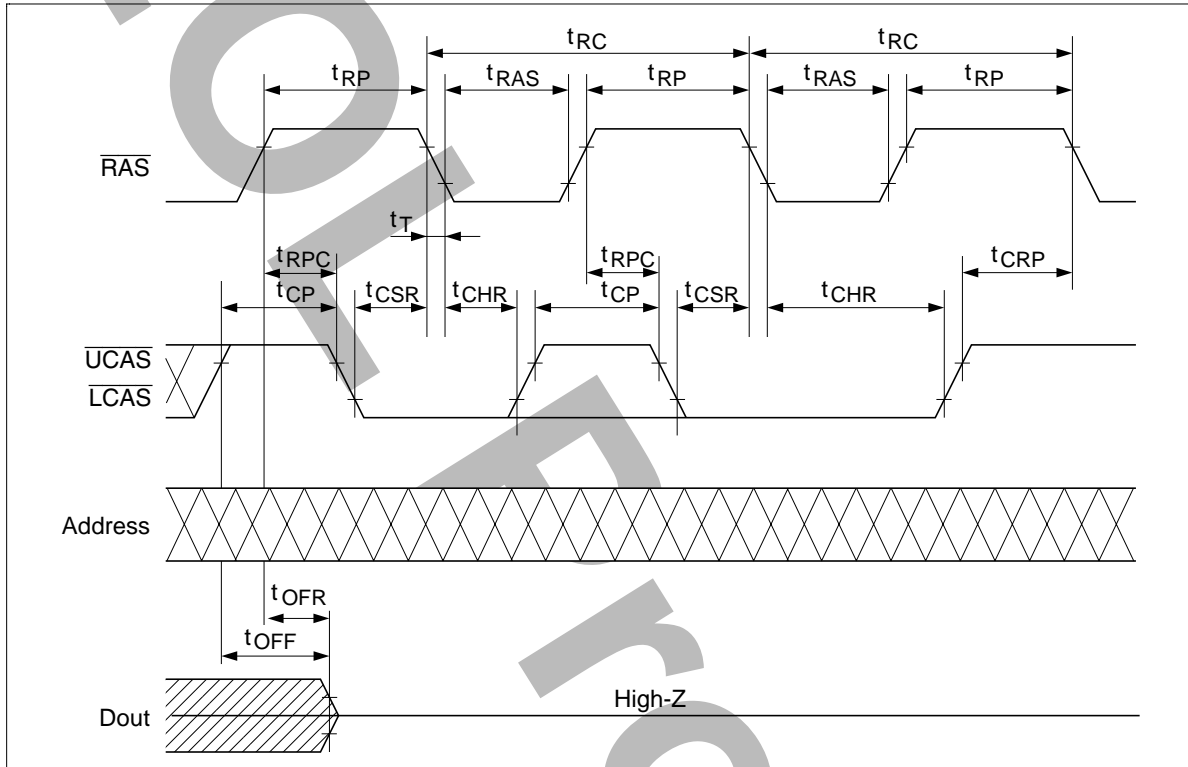 tRC tRC
tRP tRAS tRP tRAS tRP
RAS
tT
tRPC tRPC tCRP
tCP tCSR tCHR tCP tCSR tCHR
UCAS
LCAS
Address
tOFR
tOFF
High-Z
Dout